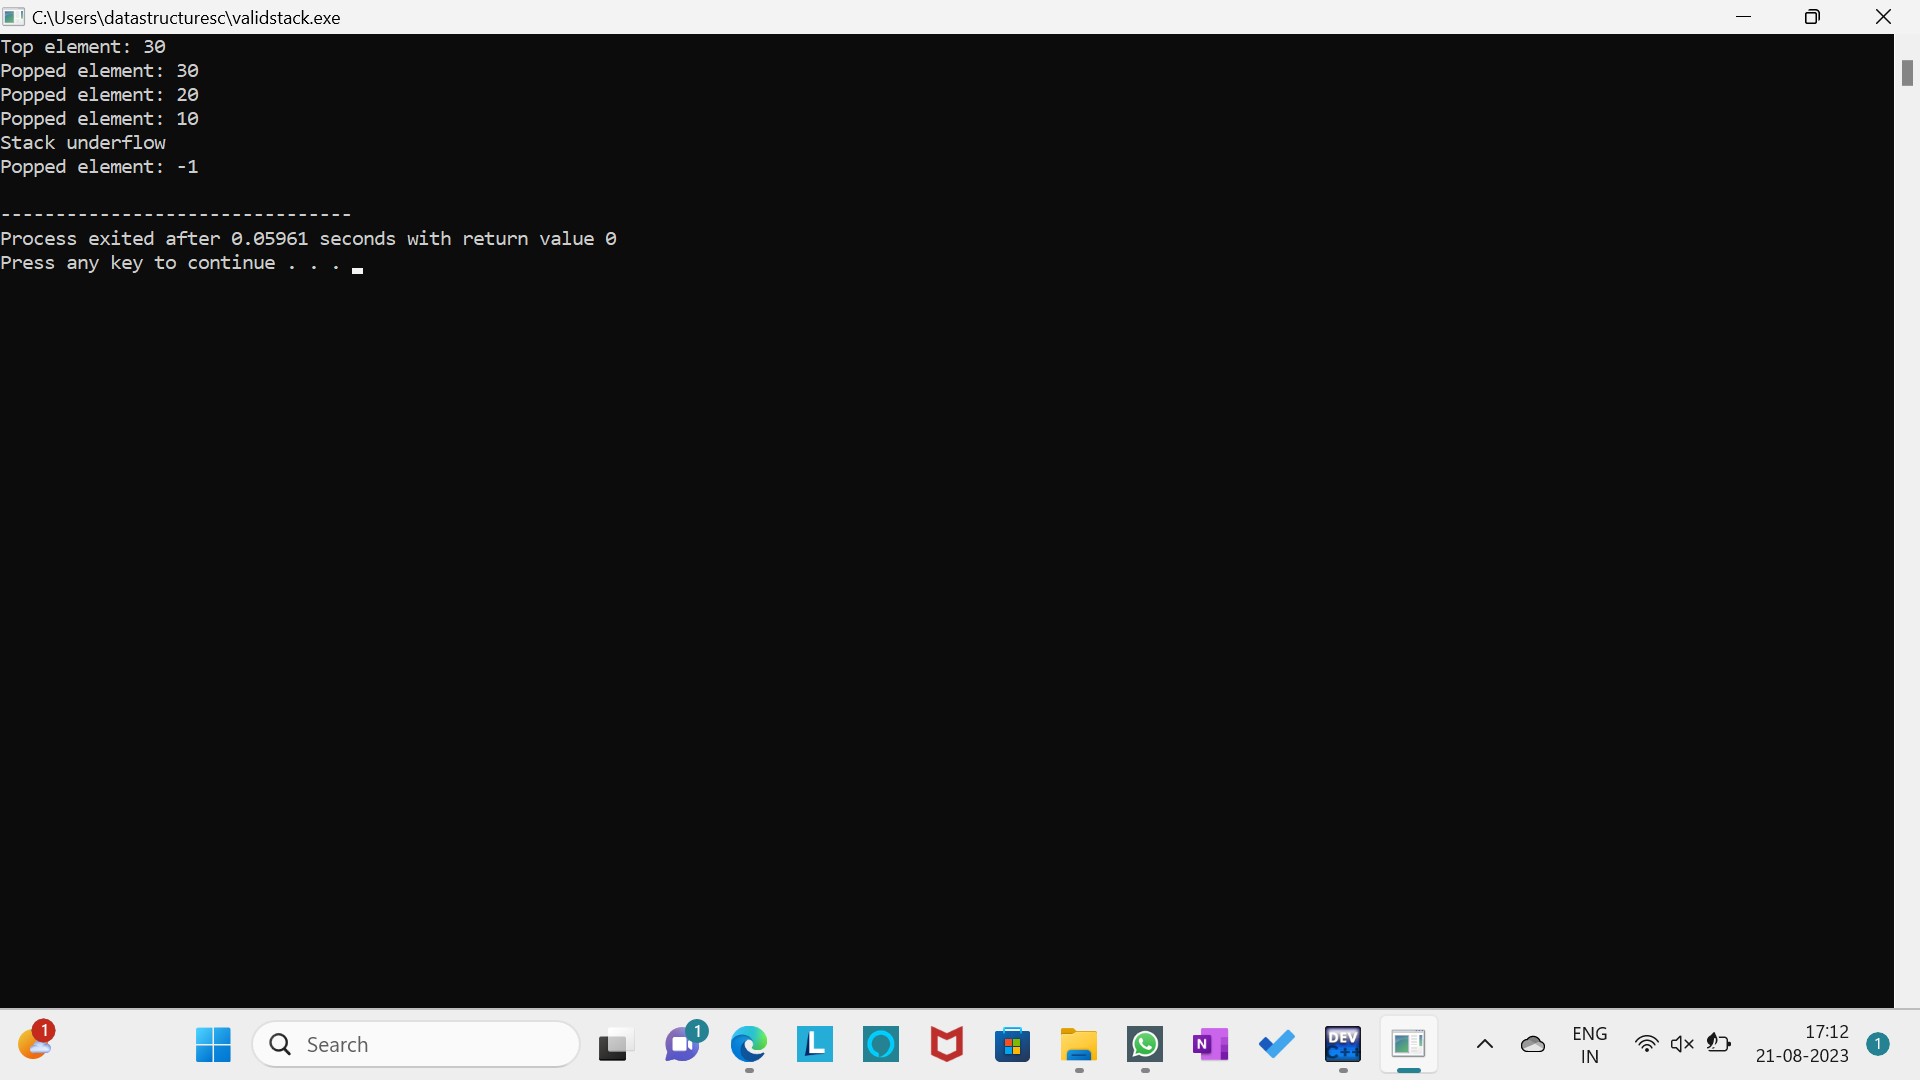 C:\Users\datastructuresc\validstack.exe
Top element: 30
Popped element: 30
Popped element: 20
Popped element: 10
Stack underflow
Popped element: -1
--------------------------------
Process exited after 0.05961 seconds with return value 0
Press any key to continue . . .
1
Search
1
L
N
DEV
C++
ENG
IN
17:12
21-08-2023
1